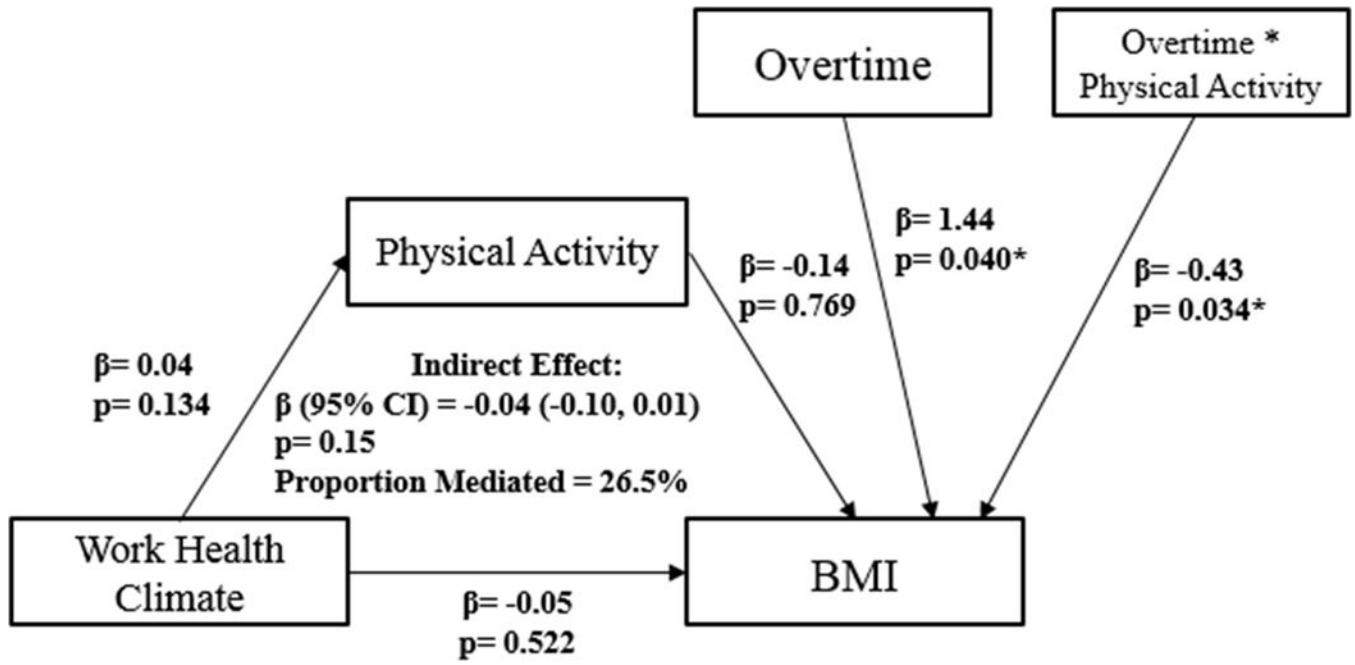 Overtime
Overtime *
Physical Activity
Physical Activity
β= 1.44
p= 0.040*
β= -0.14
p= 0.769
β= -0.43
p= 0.034*
β= 0.04
p= 0.134
Indirect Effect:
β (95% CI) = -0.04 (-0.10, 0.01)
p= 0.15
Proportion Mediated = 26.5%
Work Health
Climate
BMI
β= -0.05
p= 0.522